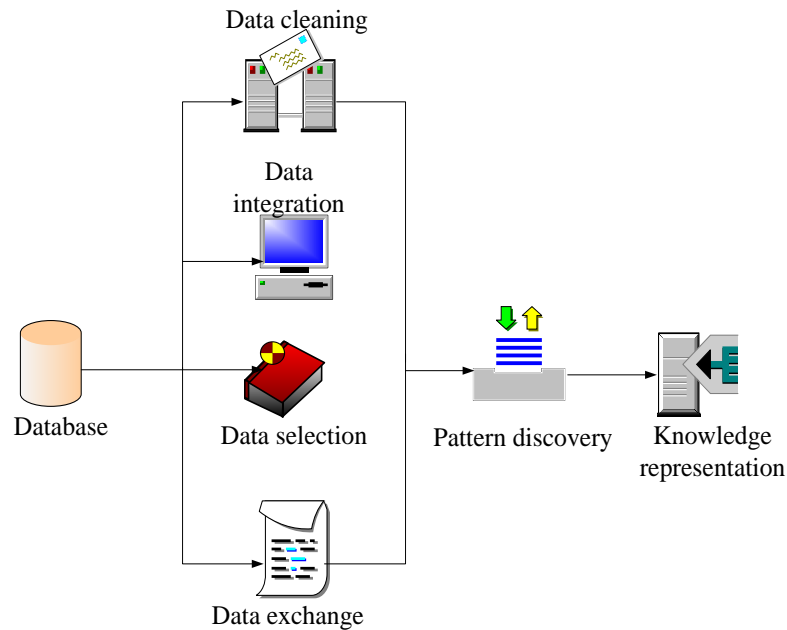 Data cleaning
Data
integration
Database
Data selection
Pattern discovery
Knowledge
representation
Data exchange